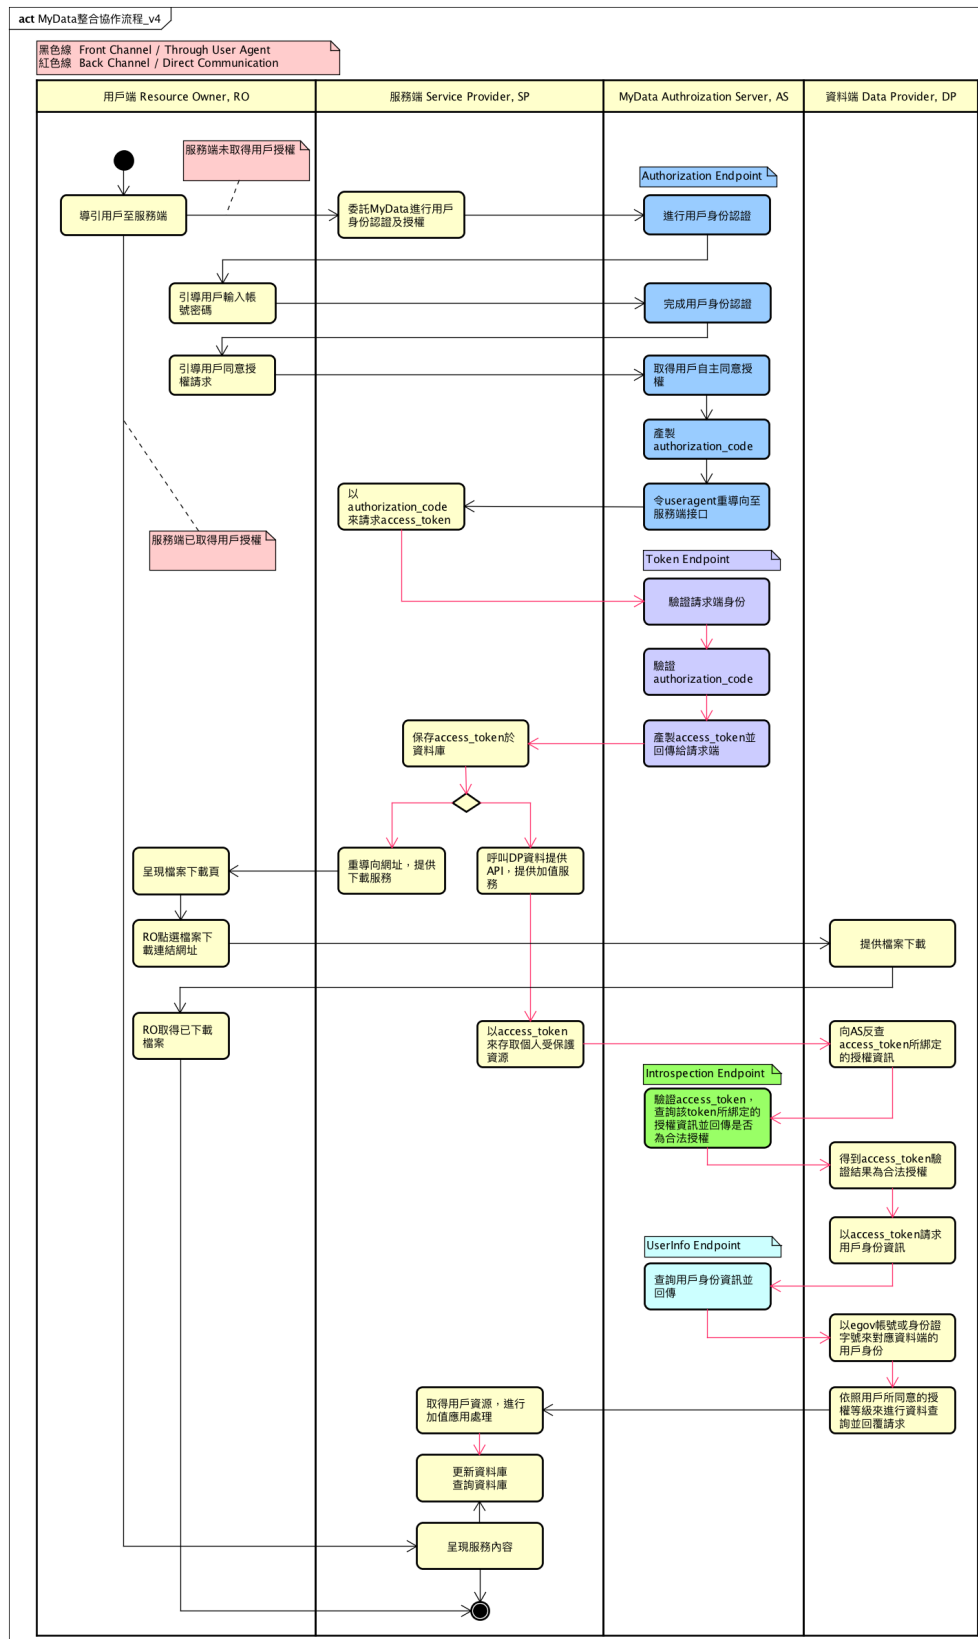 act MyData整合協作流程_v4
黑色線 Front Channel / Through User Agent
紅色線 Back Channel / Direct Communication
用戶端 Resource Owner, RO
服務端 Service Provider, SP
MyData Authroization Server, AS
資料端 Data Provider, DP
服務端未取得用戶授權
Authorization Endpoint
導引用戶至服務端
委託MyData進行用戶
身份認證及授權
進行用戶身份認證
引導用戶輸入帳
號密碼
完成用戶身份認證
引導用戶同意授
權請求
取得用戶自主同意授
權
產製
authorization_code
以
authorization_code
來請求access_token
令useragent重導向至
服務端接口
服務端已取得用戶授權
Token Endpoint
驗證請求端身份
驗證
authorization_code
保存access_token於
資料庫
產製access_token並
回傳給請求端
呈現檔案下載頁
重導向網址，提供
下載服務
呼叫DP資料提供
API，提供加值服
務
RO點選檔案下
載連結網址
提供檔案下載
RO取得已下載
檔案
以access_token
來存取個人受保護
資源
向AS反查
access_token所綁定
的授權資訊
Introspection Endpoint
驗證access_token，
查詢該token所綁定的
授權資訊並回傳是否
為合法授權
得到access_token驗
證結果為合法授權
以access_token請求
用戶身份資訊
UserInfo Endpoint
查詢用戶身份資訊並
回傳
以egov帳號或身份證
字號來對應資料端的
用戶身份
取得用戶資源，進行
加值應用處理
依照用戶所同意的授
權等級來進行資料查
詢並回覆請求
更新資料庫
查詢資料庫
呈現服務內容